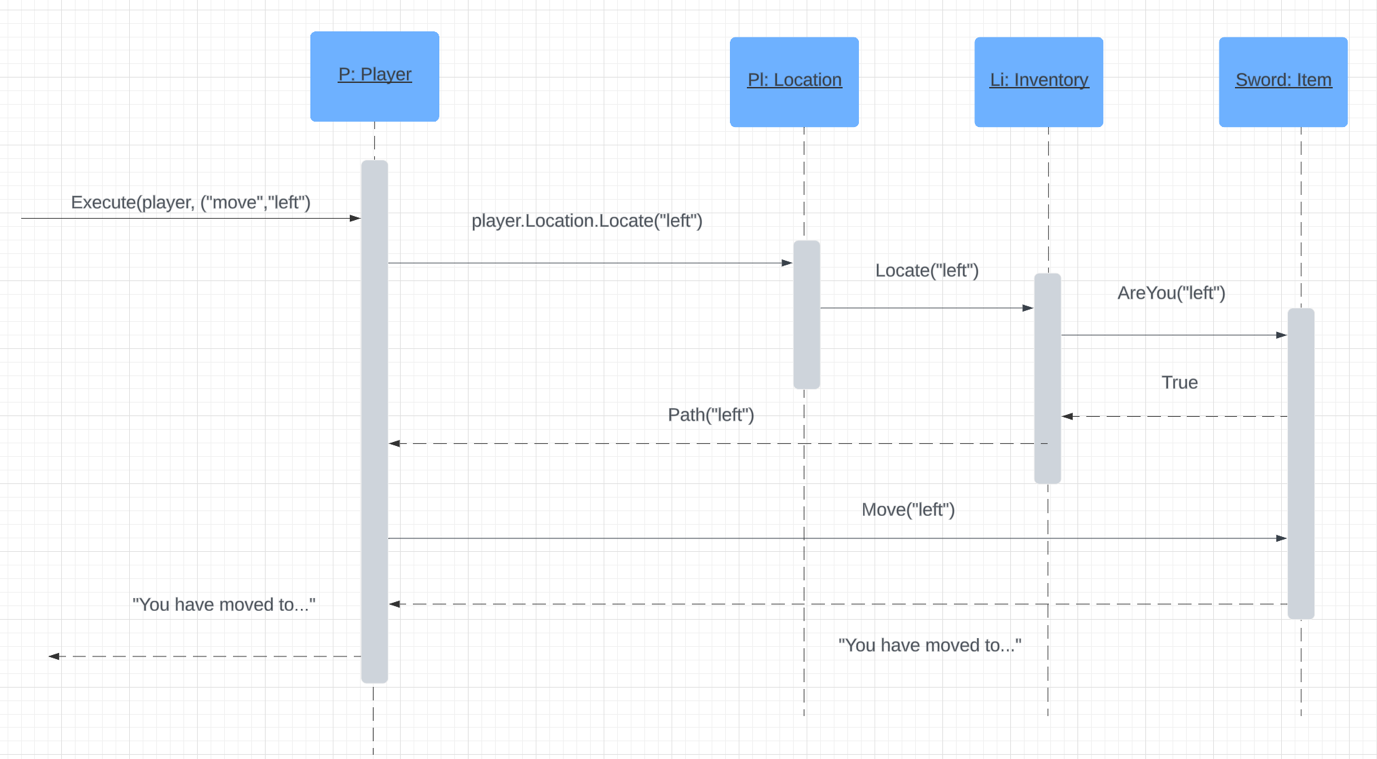 P: Player
Pl: Location
Li: Inventory
Sword: Item
Execute(player, ("move","left")
player.Location.Locate("left")
Locate("left")
AreYou("left")
True
Path("left")
Move("left")
"You have moved to..."
"You have moved to..."